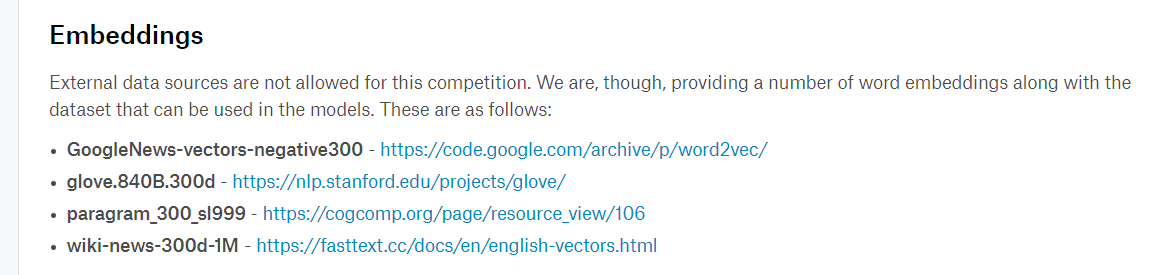 Embeddings
External data sources are not allowed for this competition. We are, though, providing a number of word embeddings along with the
dataset that can be used in the models. These are as follows:
• GoogleNews-vectors-negative300 - https://code.google.com/archive/p/word2vec/
• glove.840B.300d - https://nlp.stanford.edu/projects/glove/
• paragram_300_sl999 - https://cogcomp.org/page/resource_view/106
• wiki-news-300d-1M - https://fasttext.cc/docs/en/english-vectors.html